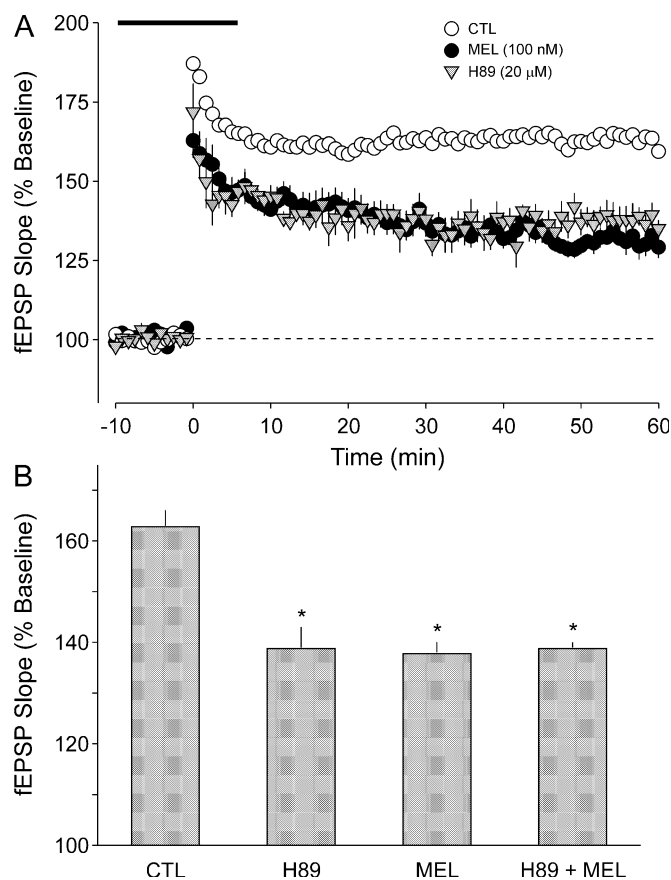 A
200
175
150
125
100
fEPSP Slope (% Baseline)
CTL
MEL (100 nM)
H89 (20 μM)
-10 0 10 20 30 40 50 60
Time (min)
B
160
140
120
100
fEPSP Slope (% Baseline)
* * *
CTL H89 MEL H89 + MEL